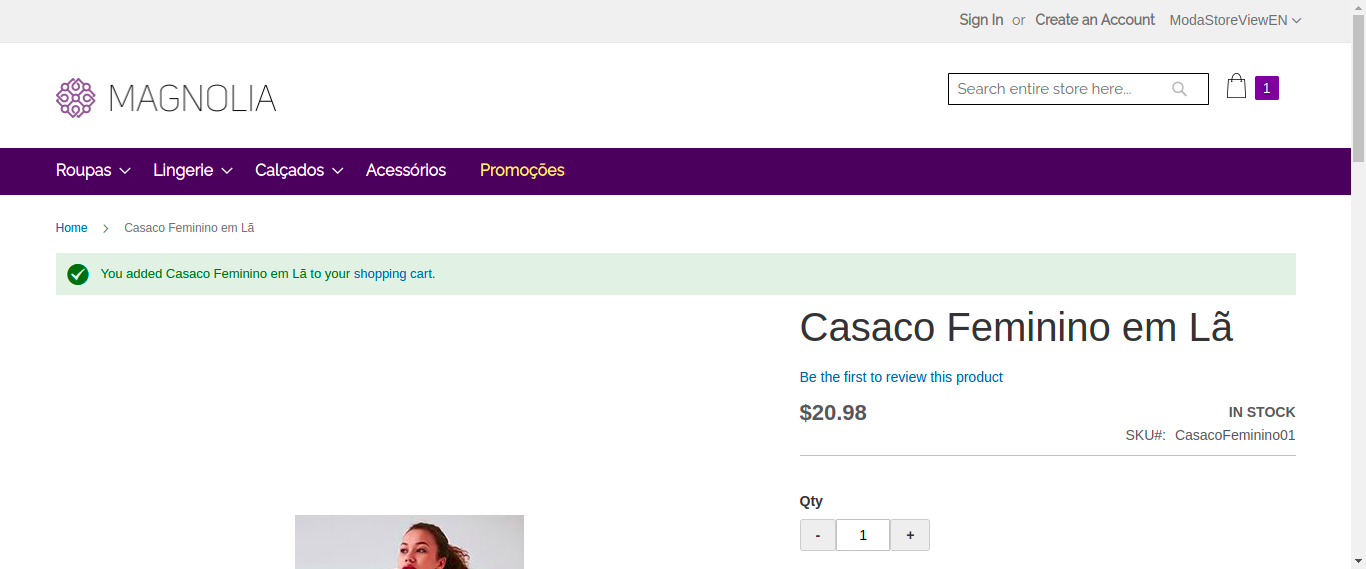 Sign In or Create an Account ModaStoreViewEN
MAGNOLIA
Search entire store here...
1
Roupas Lingerie Calçados Acessórios Promoções
Home > Casaco Feminino em Lã
You added Casaco Feminino em Lã to your shopping cart.
Casaco Feminino em Lã
Be the first to review this product
$20.98
IN STOCK
SKU#: CasacoFeminino01
Qty
- 1 +